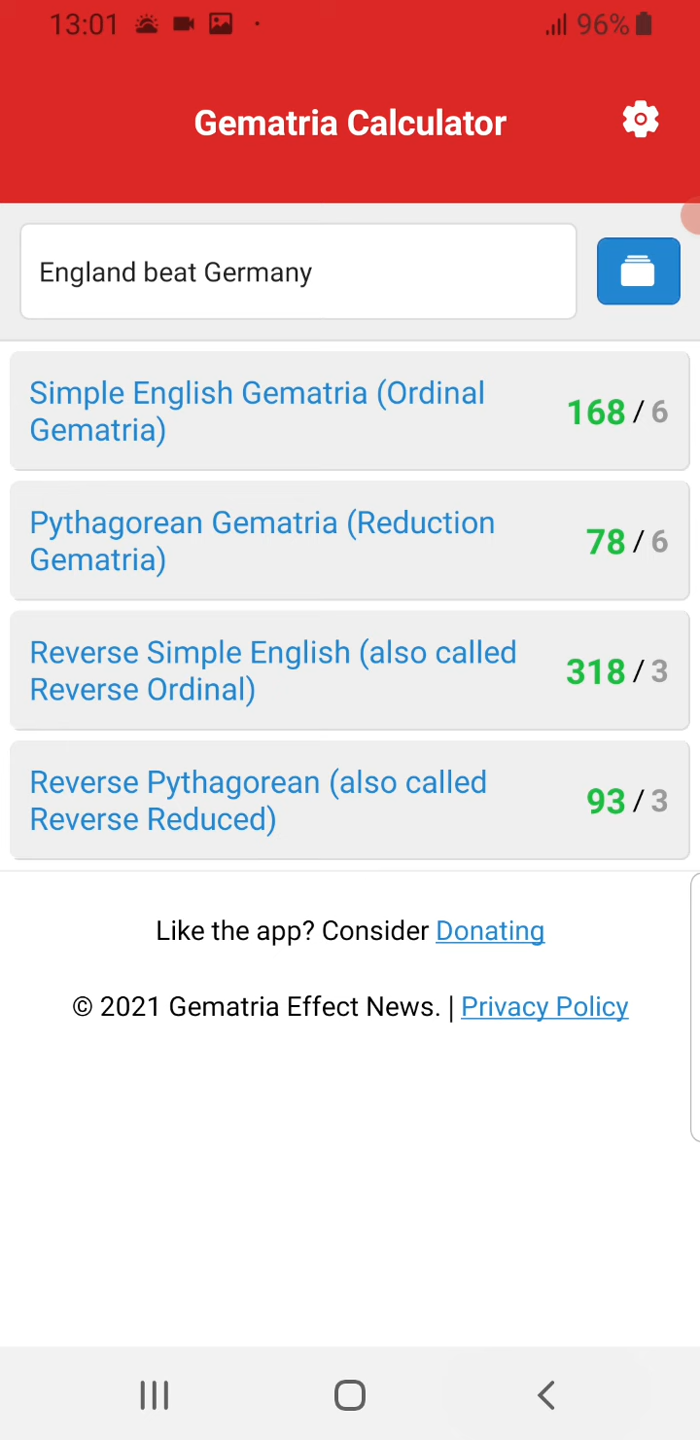 13:01 96%
Gematria Calculator
England beat Germany
Simple English Gematria (Ordinal
Gematria)
168 / 6
Pythagorean Gematria (Reduction
Gematria)
78 / 6
Reverse Simple English (also called
Reverse Ordinal)
318 / 3
Reverse Pythagorean (also called
Reverse Reduced)
93 / 3
Like the app? Consider Donating
© 2021 Gematria Effect News. | Privacy Policy